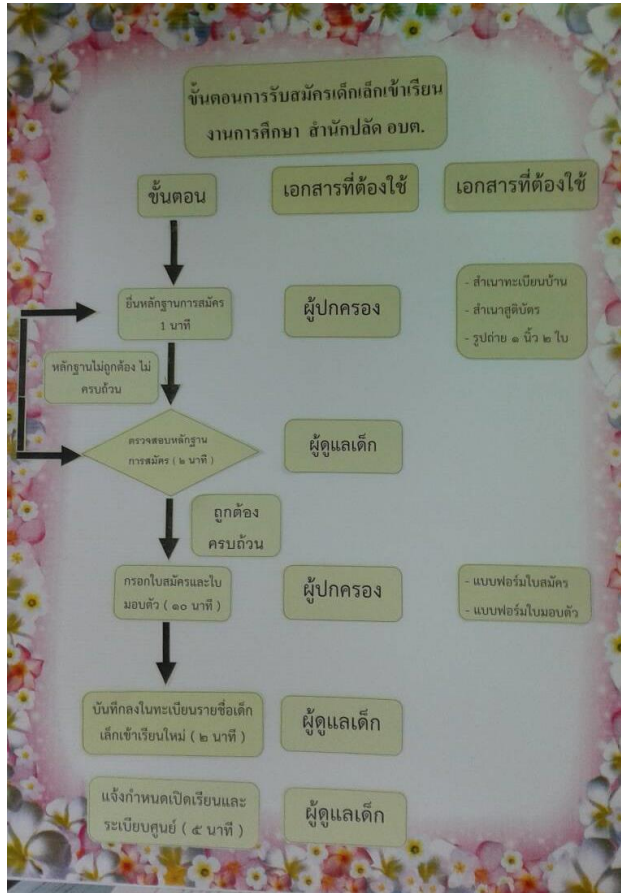 ขั้นตอนการรับสมัครเด็กเล็กเข้าเรียน
งานการศึกษา สำนักปลัด อบต.
ขั้นตอน
เอกสารที่ต้องใช้
เอกสารที่ต้องใช้
ยื่นหลักฐานการสมัคร
1 นาที
ผู้ปกครอง
- สำเนาทะเบียนบ้าน
- สำเนาสูติบัตร
- รูปถ่าย ๑ นิ้ว ๒ ใบ
หลักฐานไม่ถูกต้อง ไม่
ครบถ้วน
ตรวจสอบหลักฐาน
การสมัคร ( ๒ นาที )
ผู้ดูแลเด็ก
ถูกต้อง
ครบถ้วน
กรอกใบสมัครและใบ
มอบตัว ( ๑๐ นาที )
ผู้ปกครอง
- แบบฟอร์มใบสมัคร
- แบบฟอร์มใบมอบตัว
บันทึกลงในทะเบียนรายชื่อเด็ก
เล็กเข้าเรียนใหม่ ( ๒ นาที )
ผู้ดูแลเด็ก
แจ้งกำหนดเปิดเรียนและ
ระเบียบศูนย์ ( ๕ นาที )
ผู้ดูแลเด็ก